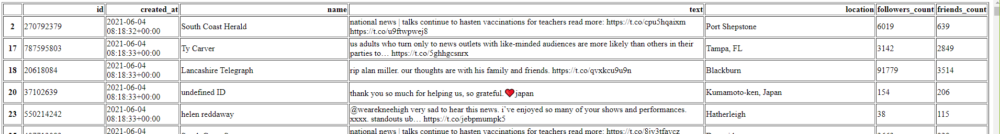 id created_at name text location followers_count friends_count
2 270792379 2021-06-04 08:18:32+00:00 South Coast Herald national news | talks continue to hasten vaccinations for teachers read more: https://t.co/cpu5hqaixm https://t.co/u9ftwpwej8 Port Shepstone 6019 639
17 787595803 2021-06-04 08:18:33+00:00 Ty Carver us adults who turn only to news outlets with like-minded audiences are more likely than others in their parties to… https://t.co/5ghhgcsnrx Tampa, FL 3142 2849
18 20618084 2021-06-04 08:18:33+00:00 Lancashire Telegraph rip alan miller. our thoughts are with his family and friends. https://t.co/qvxkcu9u9n Blackburn 91779 3514
20 37102639 2021-06-04 08:18:33+00:00 undefined ID thank you so much for helping us, so grateful.❤️japan Kumamoto-ken, Japan 154 206
23 550214242 2021-06-04 08:18:33+00:00 helen reddaway @wearekneehigh very sad to hear this news. i’ve enjoyed so many of your shows and performances. xxxx. standouts ub… https://t.co/jebpmumpk5 Hatherleigh 38 115
2021-06-04 national news | talks continue to hasten vaccinations for teachers read more: https://t.co/8jv3tfavcz